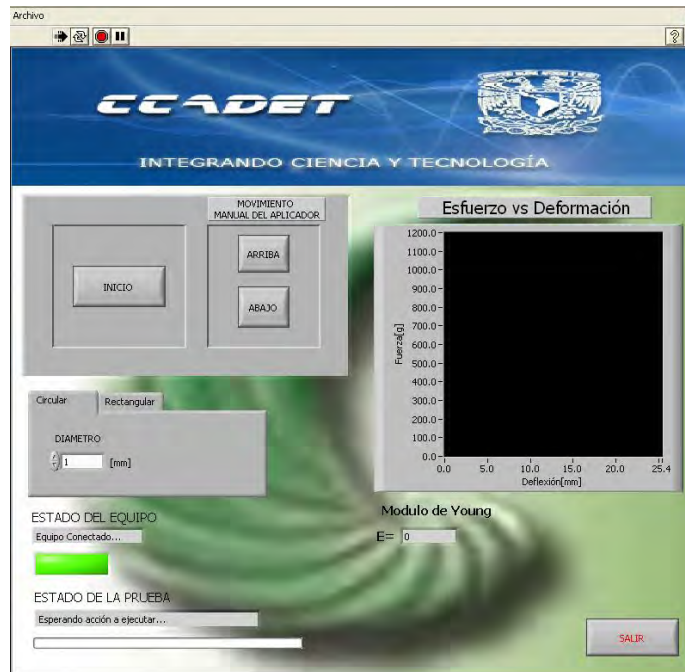 Archivo
?
CCADET
INTEGRANDO CIENCIA Y TECNOLOGÍA
MOVIMIENTO
MANUAL DEL APLICADOR
INICIO
ARRIBA
ABAJO
Circular
Rectangular
DIAMETRO
1
[mm]
ESTADO DEL EQUIPO
Equipo Conectado...
ESTADO DE LA PRUEBA
Esperando acción a ejecutar...
Esfuerzo vs Deformación
1200.0
1100.0
1000.0
900.0
800.0
700.0
600.0
500.0
400.0
300.0
200.0
100.0
0.0
Fuerza[g]
0.0 5.0 10.0 15.0 20.0 25.4
Deflexión[mm]
Modulo de Young
E= 0
SALIR